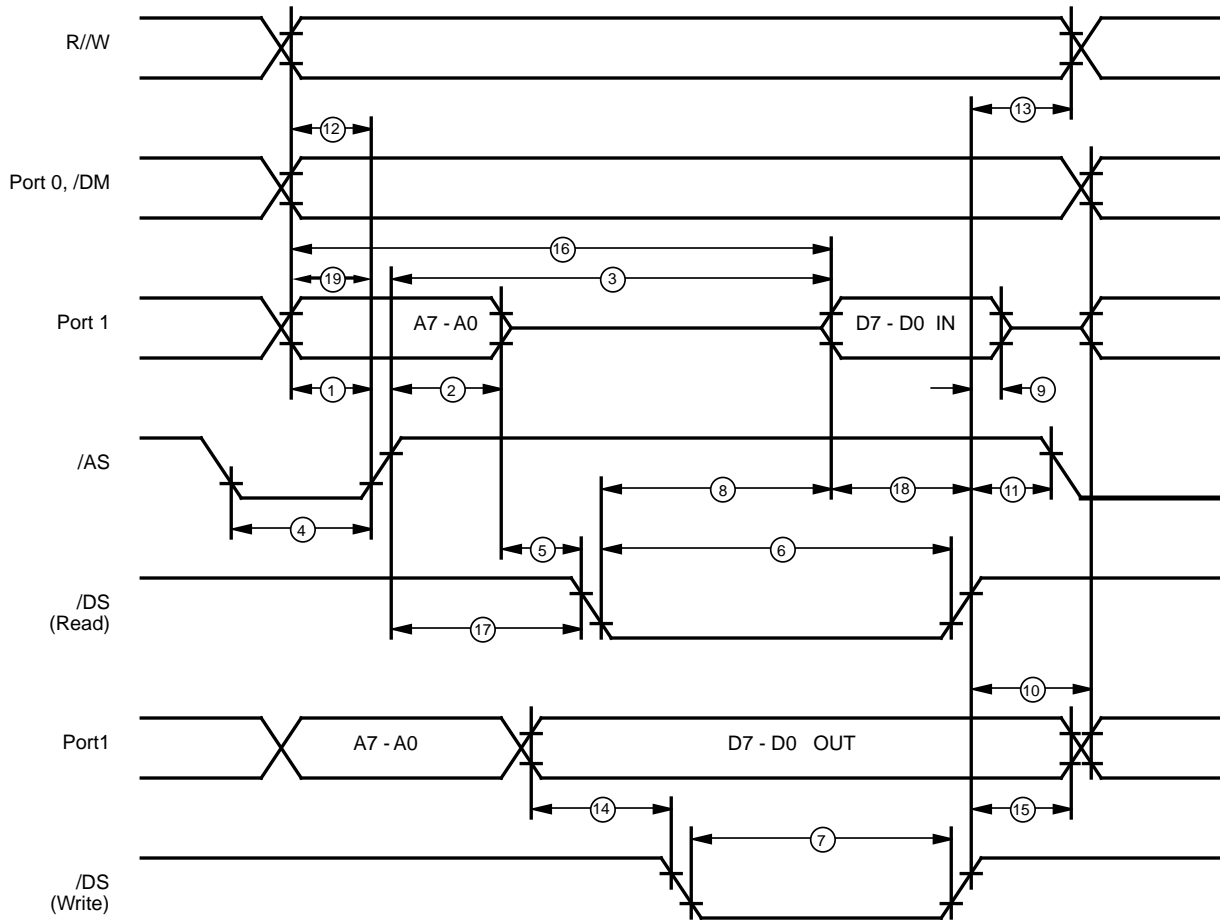 R//W
13
12
Port 0, /DM
16
19
3
Port 1
A7 - A0
D7 - D0 IN
1
2
9
/AS
8
18
11
4
5
6
/DS
(Read)
17
10
Port1
A7 - A0
D7 - D0 OUT
14
15
7
/DS
(Write)